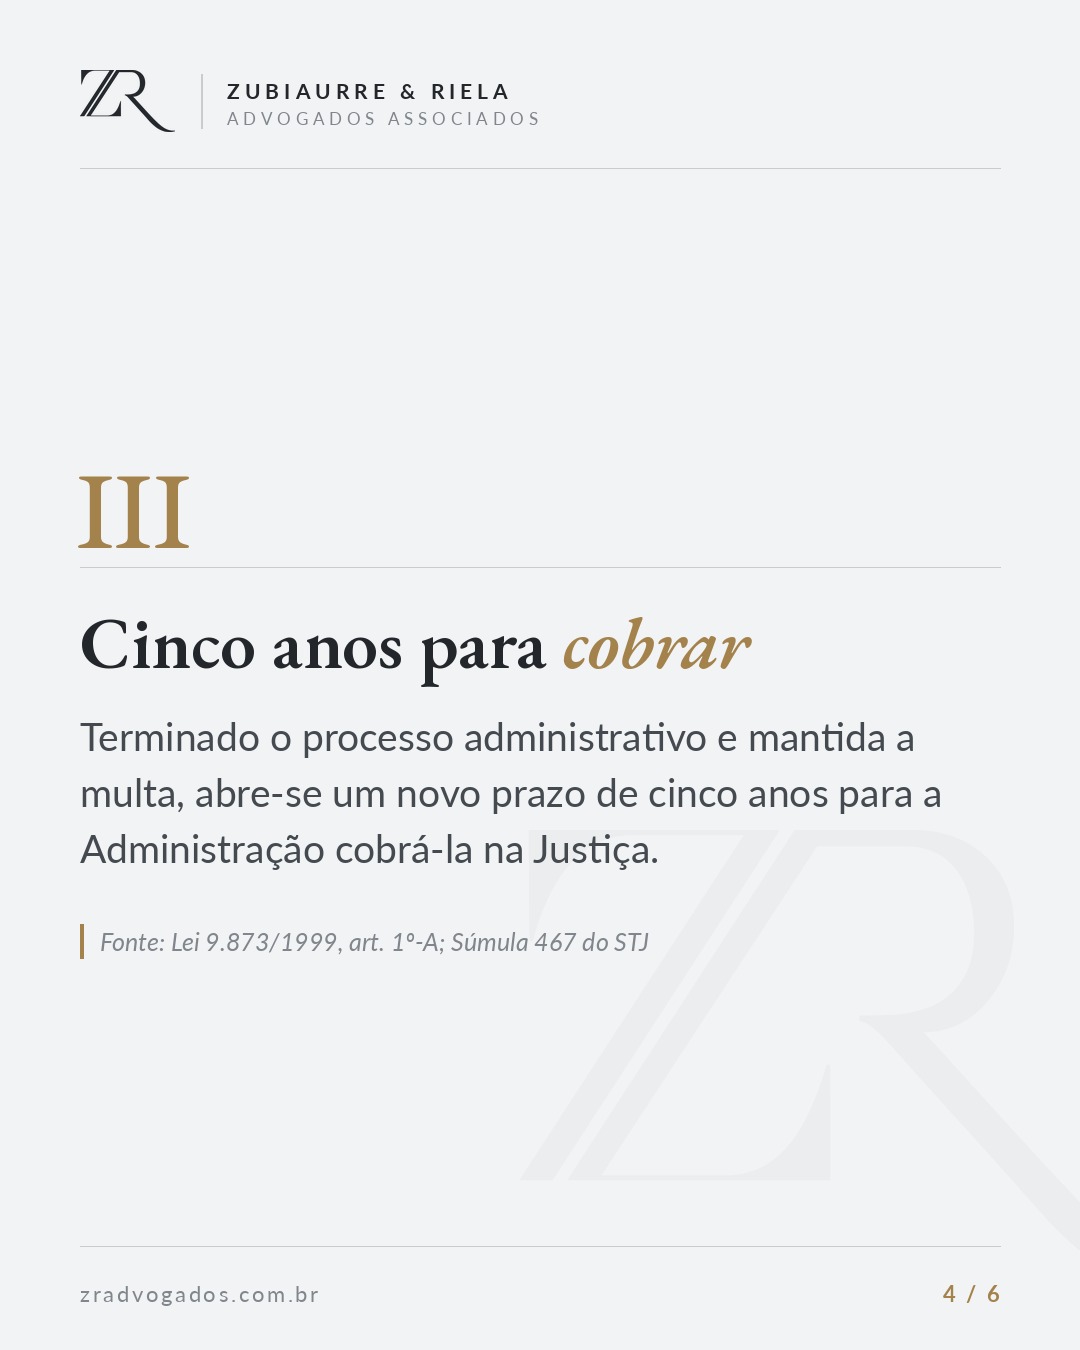 ZR
ZUBIAURRE & RIELA
ADVOGADOS ASSOCIADOS
III
Cinco anos para cobrar
Terminado o processo administrativo e mantida a
multa, abre-se um novo prazo de cinco anos para a
Administração cobrá-la na Justiça.
Fonte: Lei 9.873/1999, art. 1º-A; Súmula 467 do STJ
ZR
zradvogados.com.br
4 / 6